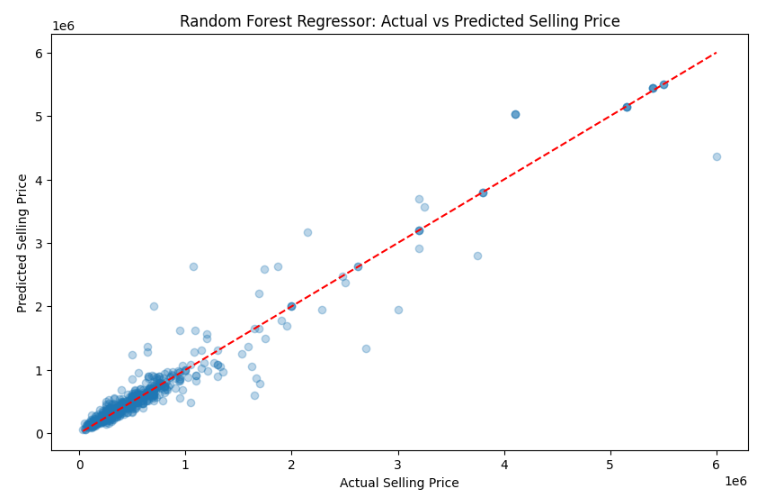 Random Forest Regressor: Actual vs Predicted Selling Price
1e6
6
5
4
3
2
1
0
Predicted Selling Price
0 1 2 3 4 5 6
1e6
Actual Selling Price